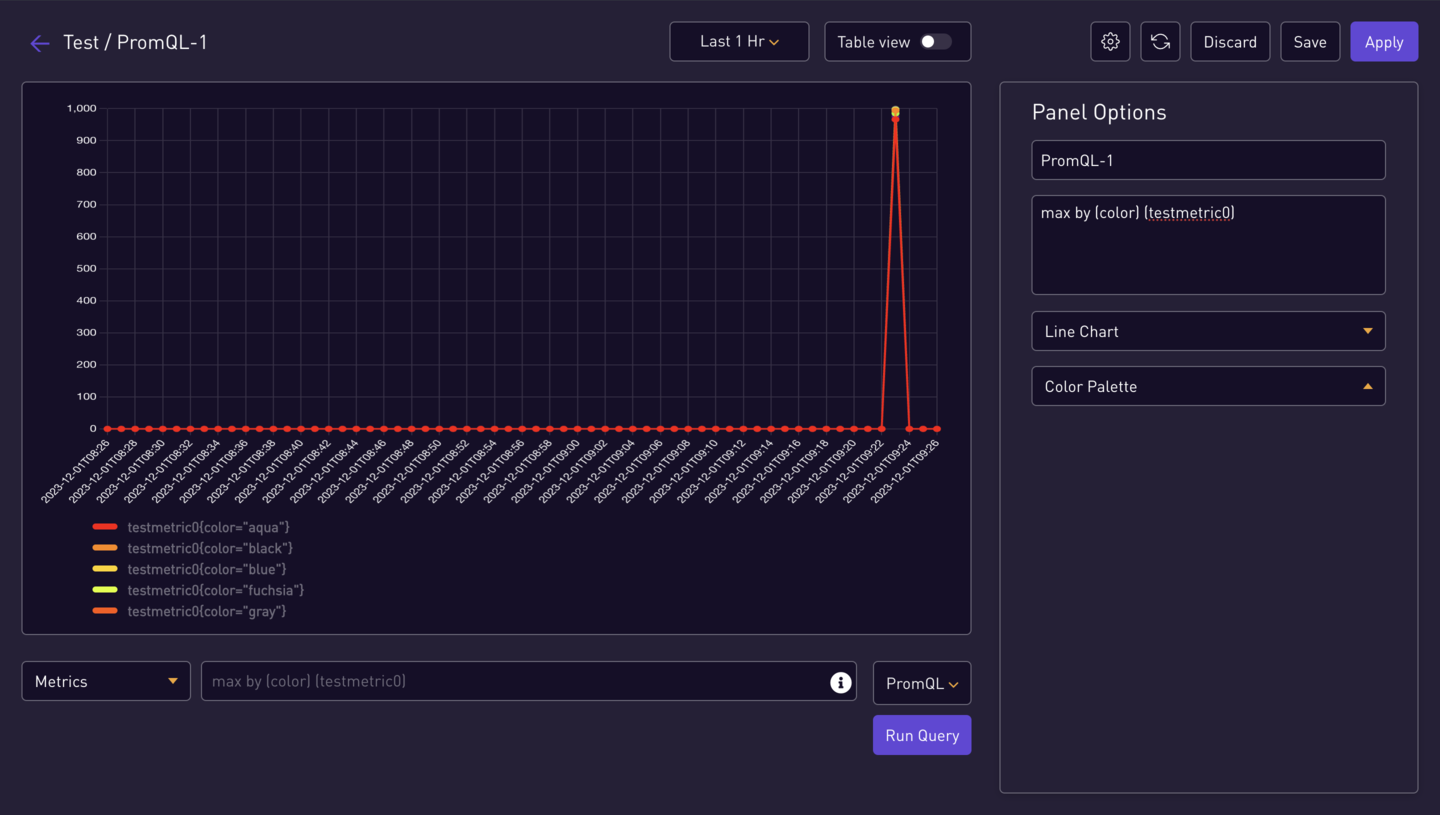 Test / PromQL-1
Last 1 Hr
Table view
Discard
Save
Apply
1,000
900
800
700
600
500
400
300
200
100
0
2023-12-01T08:26
2023-12-01T08:28
2023-12-01T08:30
2023-12-01T08:32
2023-12-01T08:34
2023-12-01T08:36
2023-12-01T08:38
2023-12-01T08:40
2023-12-01T08:42
2023-12-01T08:44
2023-12-01T08:46
2023-12-01T08:48
2023-12-01T08:50
2023-12-01T08:52
2023-12-01T08:54
2023-12-01T08:56
2023-12-01T08:58
2023-12-01T09:00
2023-12-01T09:02
2023-12-01T09:04
2023-12-01T09:06
2023-12-01T09:08
2023-12-01T09:10
2023-12-01T09:12
2023-12-01T09:14
2023-12-01T09:16
2023-12-01T09:18
2023-12-01T09:20
2023-12-01T09:22
2023-12-01T09:24
2023-12-01T09:26
testmetric0{color="aqua"}
testmetric0{color="black"}
testmetric0{color="blue"}
testmetric0{color="fuchsia"}
testmetric0{color="gray"}
Metrics
max by (color) (testmetric0)
PromQL
Run Query
Panel Options
PromQL-1
max by (color) (testmetric0)
Line Chart
Color Palette